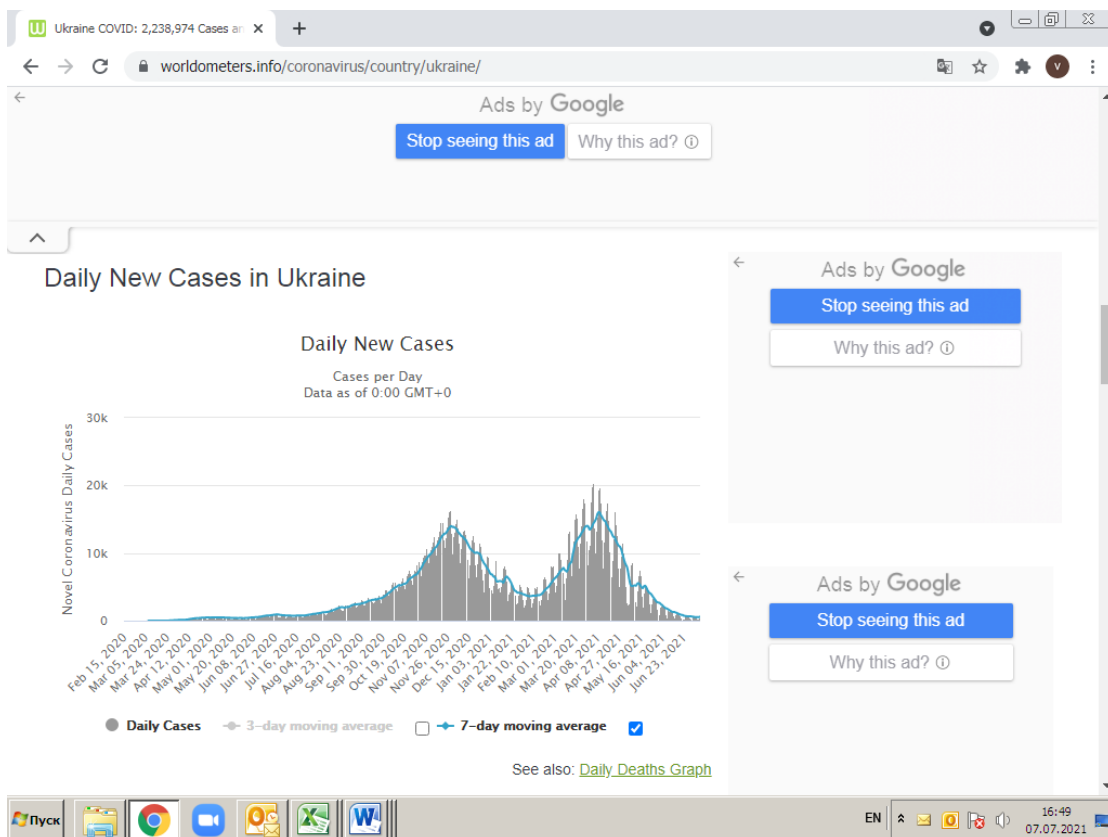 Ukraine COVID: 2,238,974 Cases an
worldometers.info/coronavirus/country/ukraine/
V
Ads by Google
Stop seeing this ad Why this ad?
Daily New Cases in Ukraine
Ads by Google
Stop seeing this ad
Why this ad?
Daily New Cases
Cases per Day
Data as of 0:00 GMT+0
Novel Coronavirus Daily Cases
30k
20k
10k
0
Feb 15, 2020
Mar 05, 2020
Mar 24, 2020
Apr 12, 2020
May 01, 2020
May 20, 2020
Jun 08, 2020
Jun 27, 2020
Jul 16, 2020
Aug 04, 2020
Aug 23, 2020
Sep 11, 2020
Sep 30, 2020
Oct 19, 2020
Nov 07, 2020
Nov 26, 2020
Dec 15, 2020
Jan 03, 2021
Jan 22, 2021
Feb 10, 2021
Mar 01, 2021
Mar 20, 2021
Apr 08, 2021
Apr 27, 2021
May 16, 2021
Jun 04, 2021
Jun 23, 2021
Daily Cases 3-day moving average 7-day moving average
Ads by Google
Stop seeing this ad
Why this ad?
See also: Daily Deaths Graph
Пуск
EN
16:49
07.07.2021